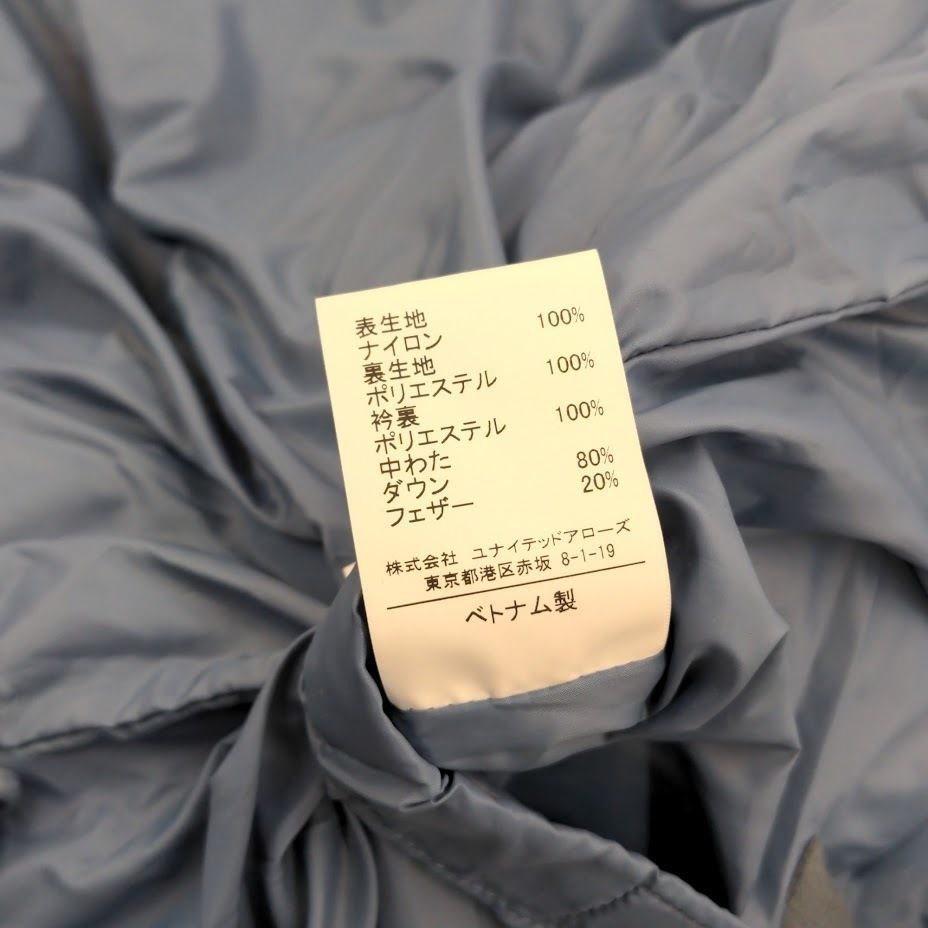 表生地
ナイロン 100%
裏生地
ポリエステル 100%
衿裏
ポリエステル 100%
中わた
ダウン 80%
フェザー 20%
株式会社 ユナイテッドアローズ
東京都港区赤坂 8-1-19
ベトナム製